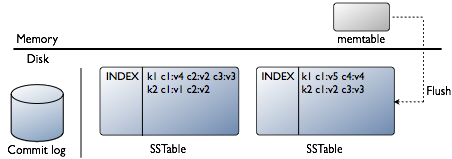 memtable
Memory
Disk
INDEX k1 c1:v4 c2:v2 c3:v3
k2 c1:v1 c2:v2
INDEX k1 c1:v5 c4:v4
k2 c1:v2 c3:v3
Flush
Commit log
SSTable
SSTable